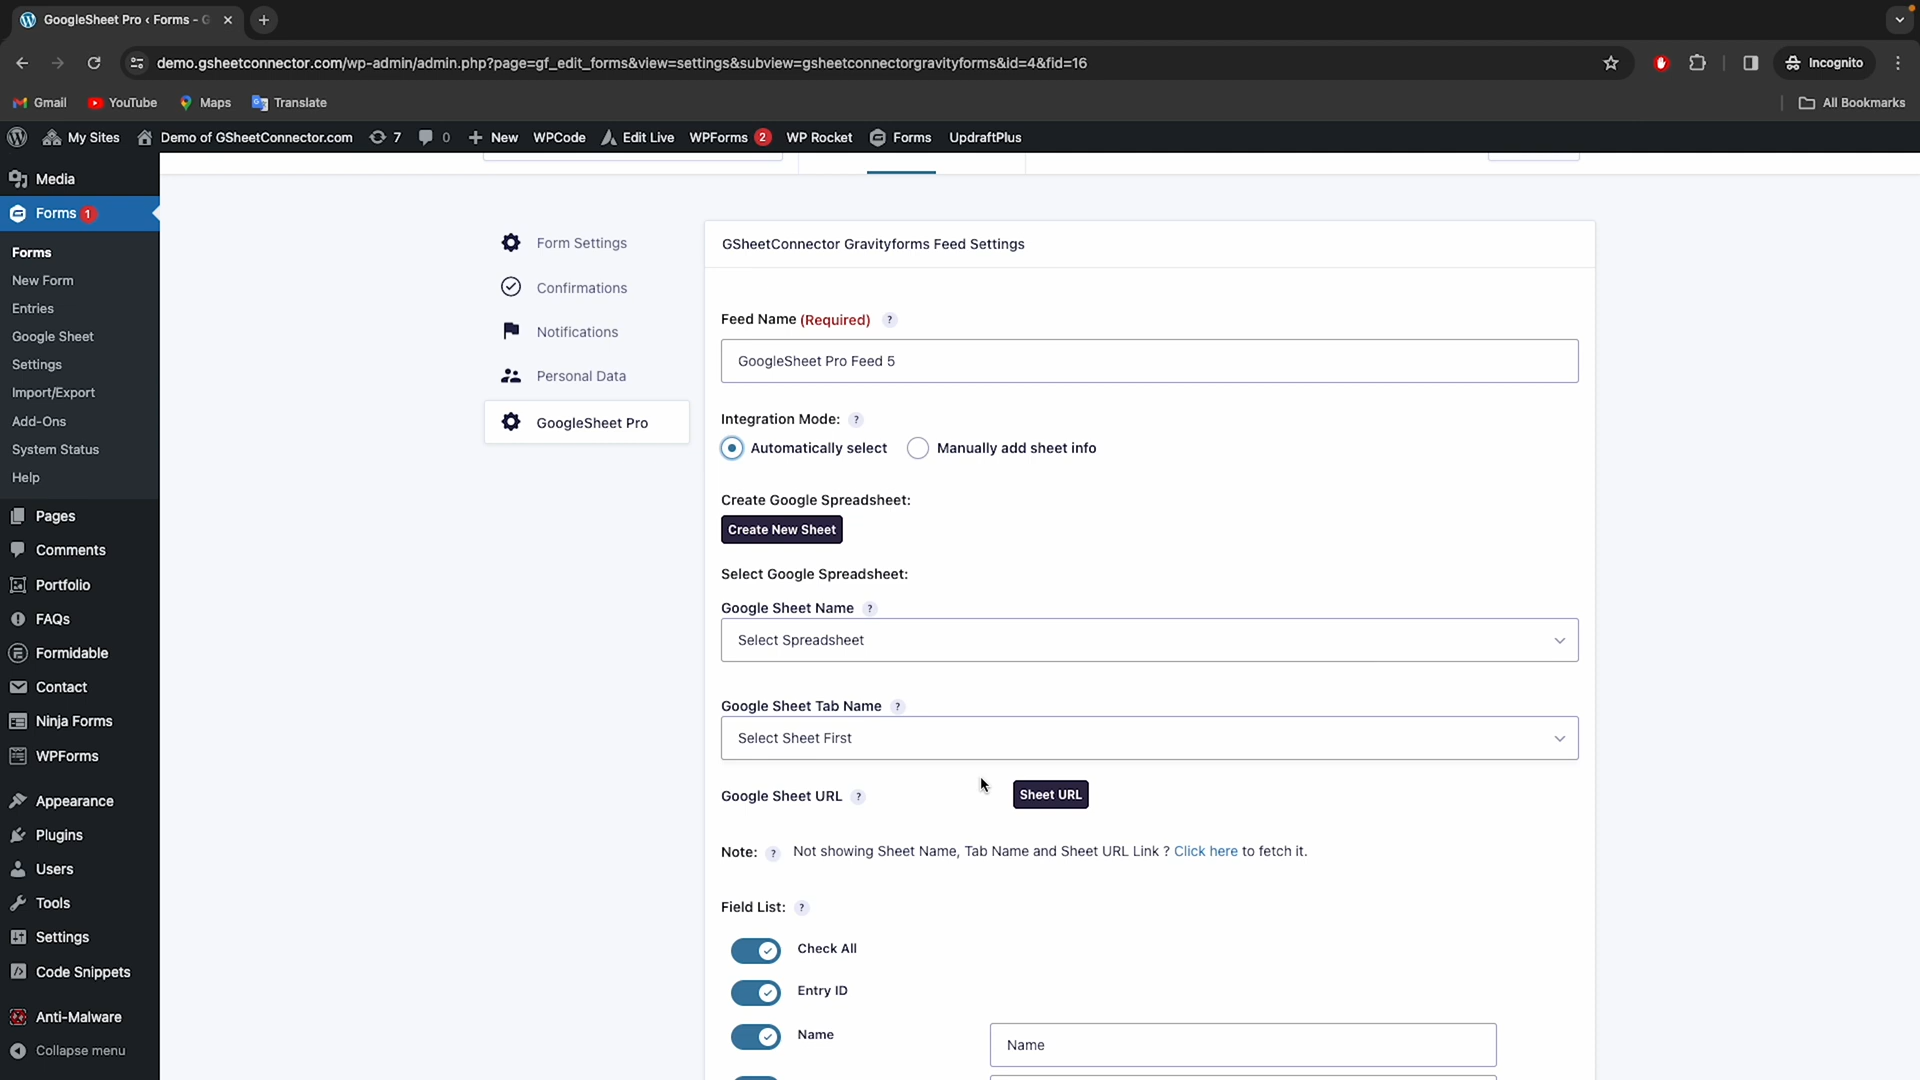 GoogleSheet Pro ‹ Forms - G
demo.gsheetconnector.com/wp-admin/admin.php?page=gf_edit_forms&view=settings&subview=gsheetconnectorgravityforms&id=4&fid=16
Incognito
Gmail
YouTube
Maps
Translate
All Bookmarks
My Sites
Demo of GSheetConnector.com
7
0
New
WPCode
Edit Live
WPForms 2
WP Rocket
Forms
UpdraftPlus
Media
Forms 1
Forms
New Form
Entries
Google Sheet
Settings
Import/Export
Add-Ons
System Status
Help
Pages
Comments
Portfolio
FAQs
Formidable
Contact
Ninja Forms
WPForms
Appearance
Plugins
Users
Tools
Settings
Code Snippets
Anti-Malware
Collapse menu
Form Settings
Confirmations
Notifications
Personal Data
GoogleSheet Pro
GSheetConnector Gravityforms Feed Settings
Feed Name (Required) ?
GoogleSheet Pro Feed 5
Integration Mode: ?
Automatically select
Manually add sheet info
Create Google Spreadsheet:
Create New Sheet
Select Google Spreadsheet:
Google Sheet Name ?
Select Spreadsheet
Google Sheet Tab Name ?
Select Sheet First
Google Sheet URL ?
Sheet URL
Note: ? Not showing Sheet Name, Tab Name and Sheet URL Link ? Click here to fetch it.
Field List: ?
Check All
Entry ID
Name
Name